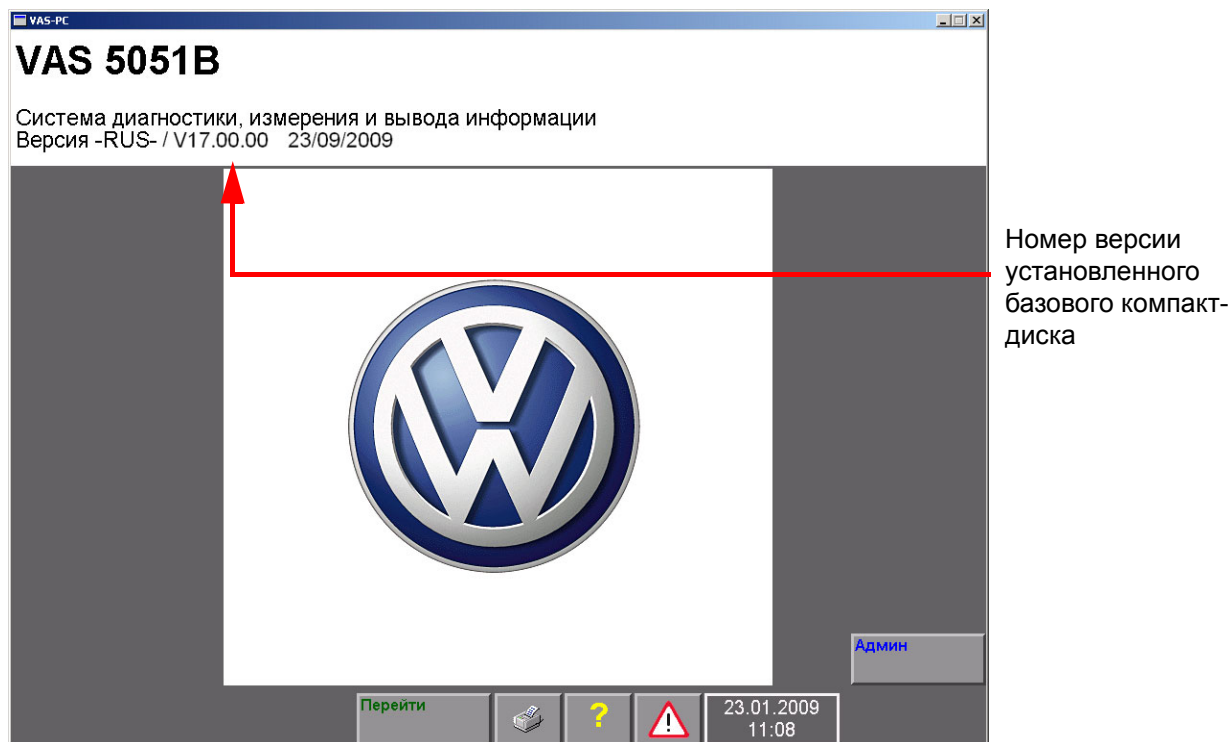 VAS-PC
VAS 5051B
Система диагностики, измерения и вывода информации
Версия -RUS- / V17.00.00 23/09/2009
Номер версии
установленного
базового компакт-
диска
Админ
Перейти
?
23.01.2009
11:08